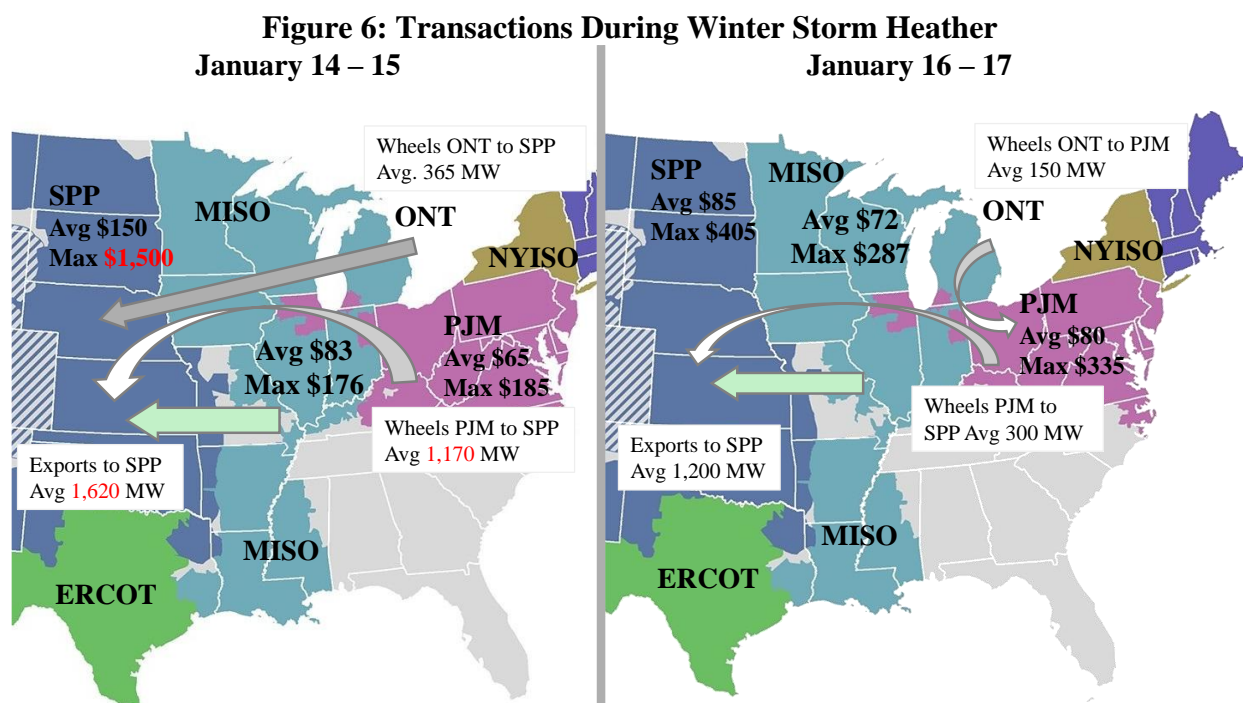 Figure 6: Transactions During Winter Storm Heather
January 14 – 15
Wheels ONT to SPP
Avg. 365 MW
SPP
Avg $150
Max $1,500
MISO
ONT
NYISO
PJM
Avg $65
Max $185
Avg $83
Max $176
Wheels PJM to SPP
Avg 1,170 MW
Exports to SPP
Avg 1,620 MW
MISO
ERCOT
January 16 – 17
Wheels ONT to PJM
Avg 150 MW
SPP
Avg $85
Max $405
MISO
Avg $72
Max $287
ONT
NYISO
PJM
Avg $80
Max $335
Wheels PJM to
SPP Avg 300 MW
Exports to SPP
Avg 1,200 MW
MISO
ERCOT